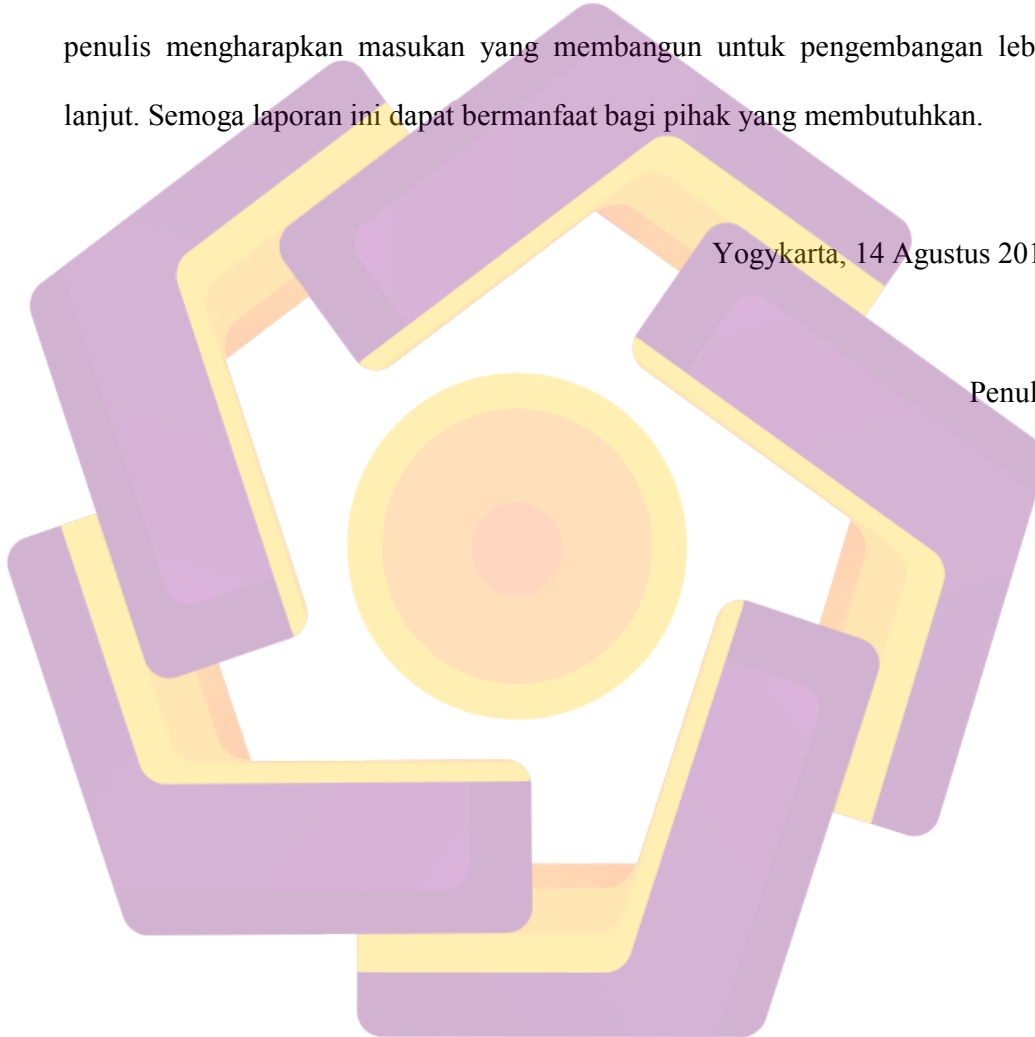 penulis mengharapkan masukan yang membangun untuk pengembangan leb
lanjut. Semoga laporan ini dapat bermanfaat bagi pihak yang membutuhkan.
Yogykarta, 14 Agustus 201
Penul